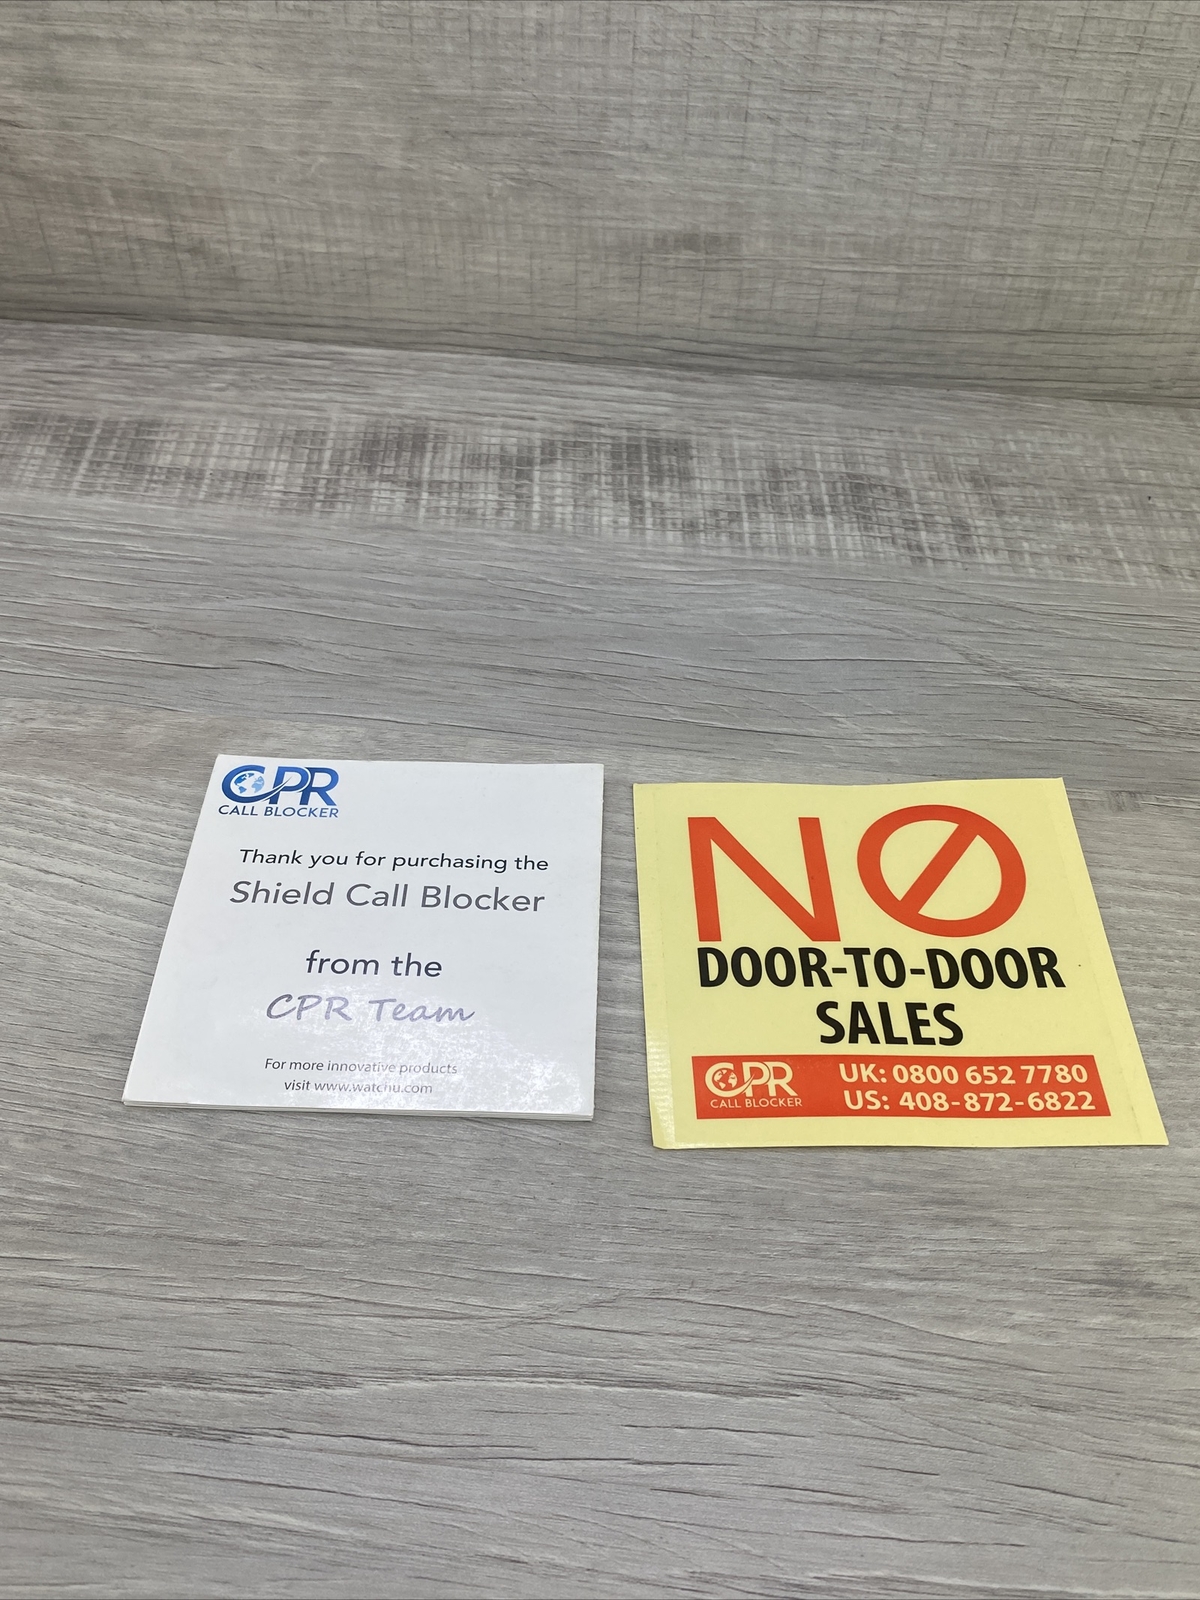 CPR
CALL BLOCKER
Thank you for purchasing the
Shield Call Blocker
from the
CPR Team
For more innovative products
visit www.watchu.com
NO
DOOR-TO-DOOR
SALES
CPR
CALL BLOCKER
UK: 0800 652 7780
US: 408-872-6822